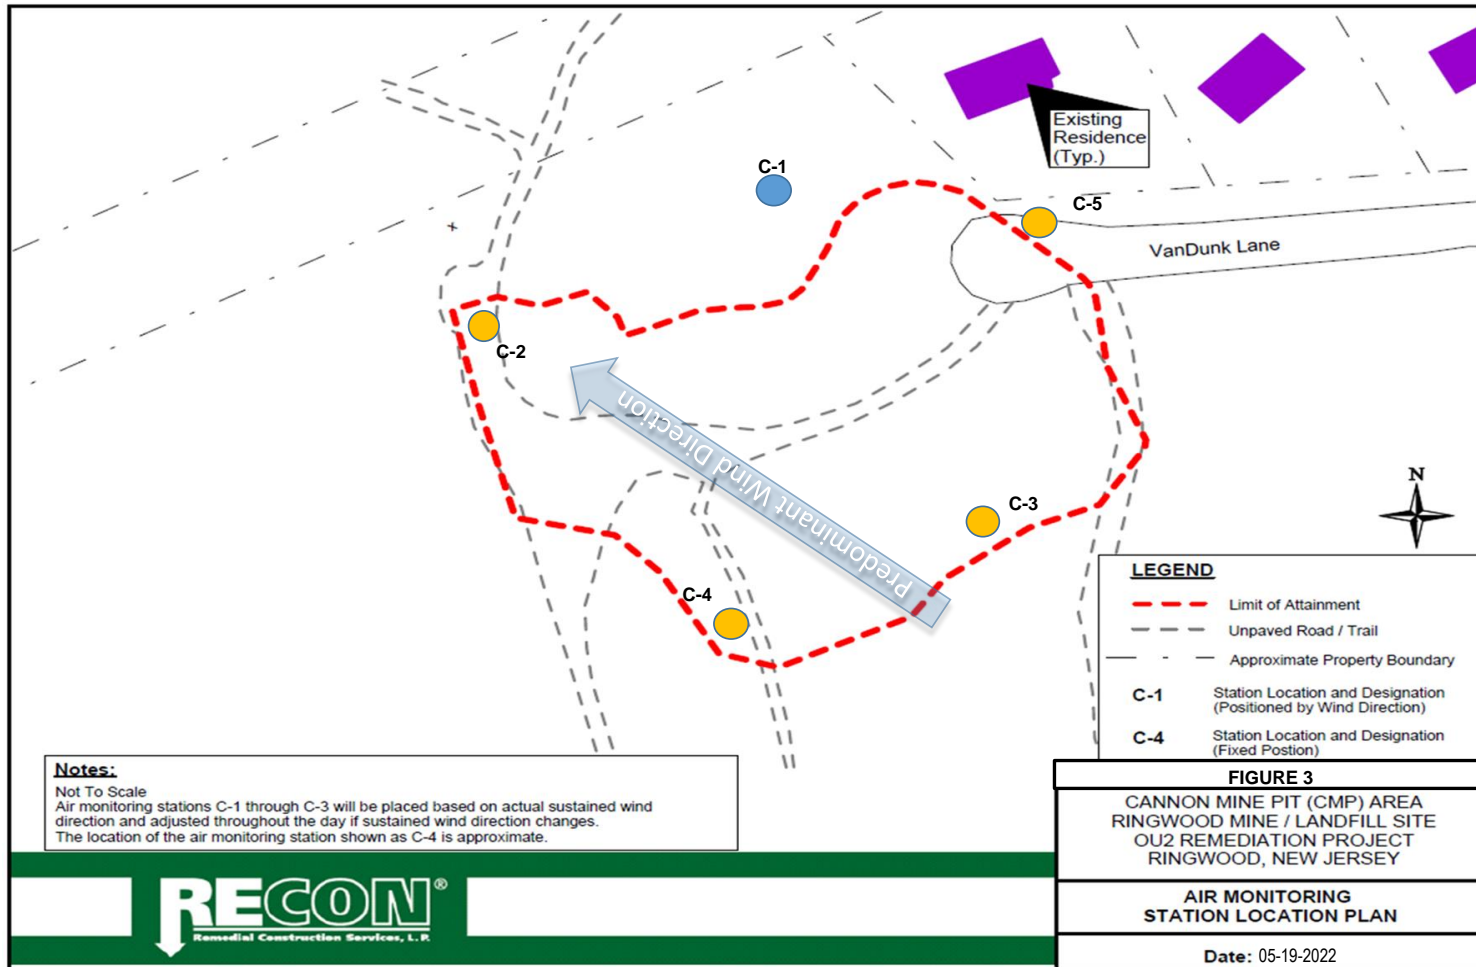 C-1
Existing
Residence
(Typ.)
C-5
VanDunk Lane
C-2
Predominant Wind Direction
C-3
C-4
N
LEGEND
Limit of Attainment
Unpaved Road / Trail
Approximate Property Boundary
C-1 Station Location and Designation
(Positioned by Wind Direction)
C-4 Station Location and Designation
(Fixed Postion)
Notes:
Not To Scale
Air monitoring stations C-1 through C-3 will be placed based on actual sustained wind
direction and adjusted throughout the day if sustained wind direction changes.
The location of the air monitoring station shown as C-4 is approximate.
FIGURE 3
CANNON MINE PIT (CMP) AREA
RINGWOOD MINE / LANDFILL SITE
OU2 REMEDIATION PROJECT
RINGWOOD, NEW JERSEY
AIR MONITORING
STATION LOCATION PLAN
Date: 05-19-2022
RECON®
Remedial Construction Services, L.P.